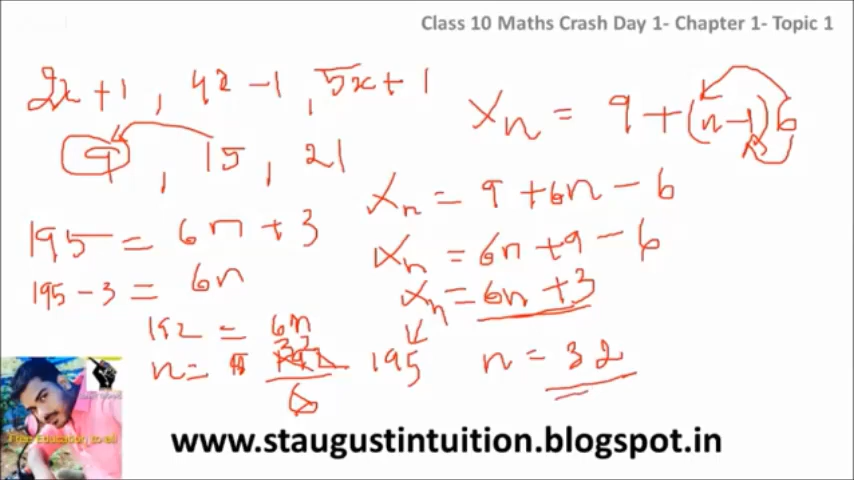 Class 10 Maths Crash Day 1- Chapter 1- Topic 1
2x + 1 , 4x - 1 , 5x + 1
9 , 15 , 21
195 = 6n + 3
195 - 3 = 6n
192 = 6n
32
n = 192
6
195
xn = 9 + (n - 1) 6
xn = 9 + 6n - 6
xn = 6n + 9 - 6
xn = 6n + 3
n = 32
Free Education, to all
www.staugustintuition.blogspot.in